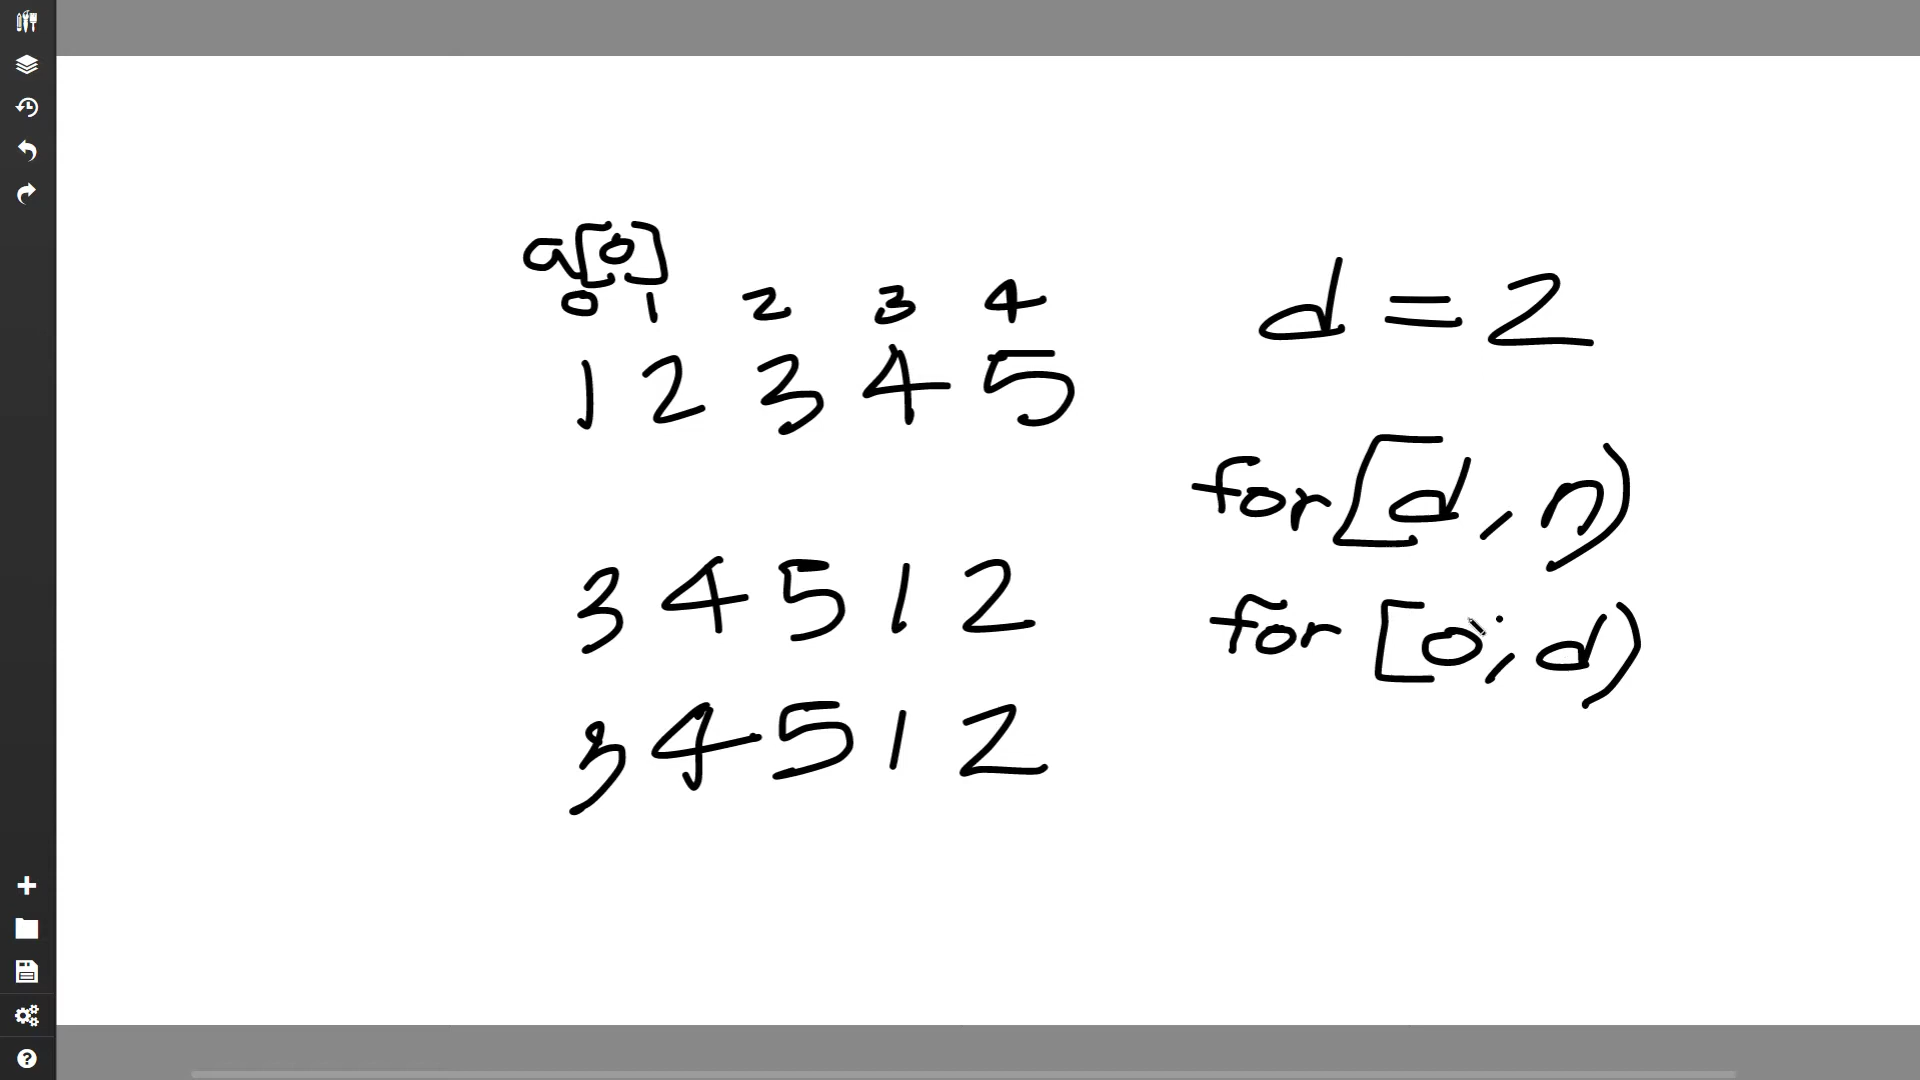 a[0]
0 1 2 3 4
1 2 3 4 5
d = 2
for [d, n)
3 4 5 1 2
for [0, d)
3 4 5 1 2